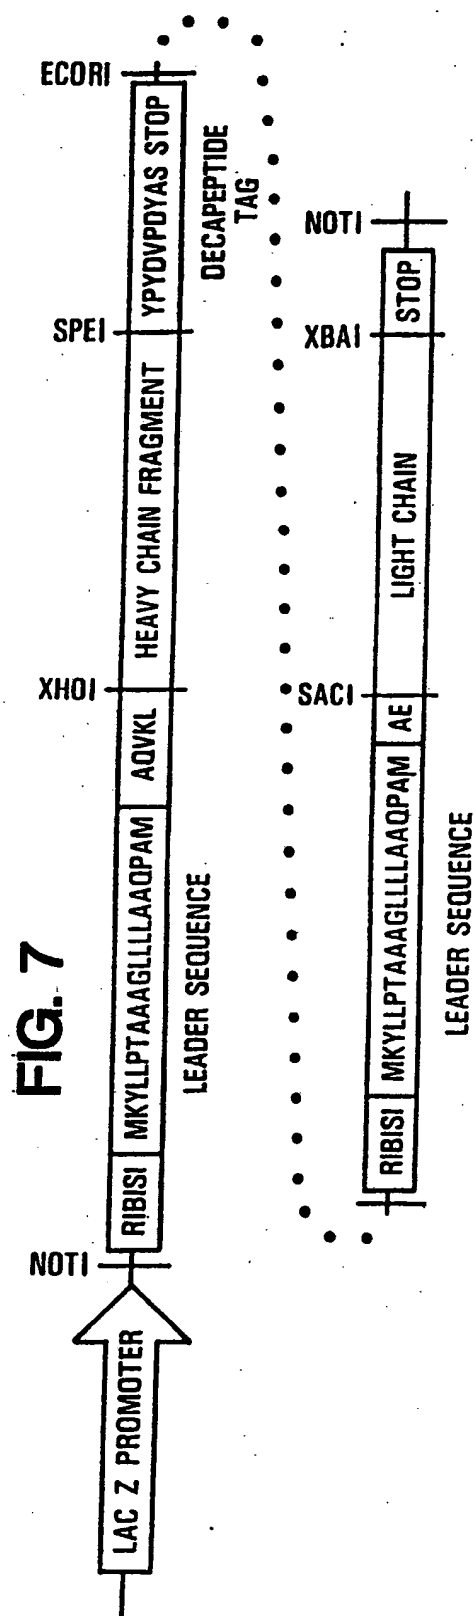 FIG. 7
LAC Z PROMOTER
NOTI
RIBISI
MKYLLPTAAAGLLLLAAQPAM
LEADER SEQUENCE
AQVKL
XHOI
HEAVY CHAIN FRAGMENT
SPEI
YPYDVPDYAS STOP
DECAPEPTIDE
TAG
ECORI
RIBISI
MKYLLPTAAAGLLLLAAQPAM
LEADER SEQUENCE
AE
SACI
LIGHT CHAIN
XBAI
STOP
NOTI